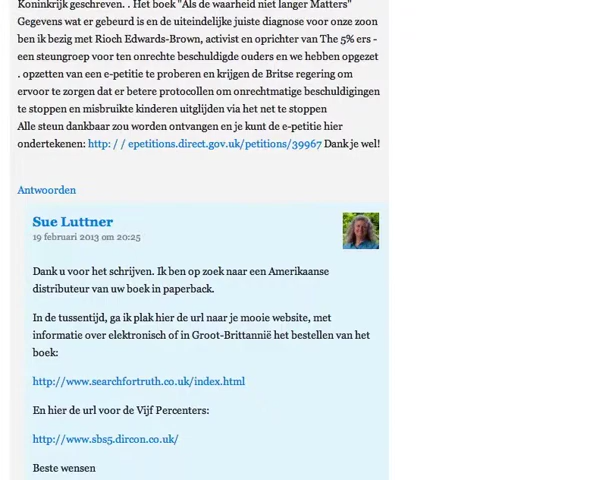 Koninkrijk geschreven. . Het boek "Als de waarheid niet langer Matters"
Gegevens wat er gebeurd is en de uiteindelijke juiste diagnose voor onze zoon
ben ik bezig met Rioch Edwards-Brown, activist en oprichter van The 5% ers -
een steungroep voor ten onrechte beschuldigde ouders en we hebben opgezet
. opzetten van een e-petitie te proberen en krijgen de Britse regering om
ervoor te zorgen dat er betere protocollen om onrechtmatige beschuldigingen
te stoppen en misbruikte kinderen uitglijden via het net te stoppen
Alle steun dankbaar zou worden ontvangen en je kunt de e-petitie hier
ondertekenen: http: / / epetitions.direct.gov.uk/petitions/39967 Dank je wel!
Antwoorden
Sue Luttner
19 februari 2013 om 20:25
Dank u voor het schrijven. Ik ben op zoek naar een Amerikaanse
distributeur van uw boek in paperback.
In de tussentijd, ga ik plak hier de url naar je mooie website, met
informatie over elektronisch of in Groot-Brittannië het bestellen van het
boek:
http://www.searchfortruth.co.uk/index.html
En hier de url voor de Vijf Percenters:
http://www.sbs5.dircon.co.uk/
Beste wensen